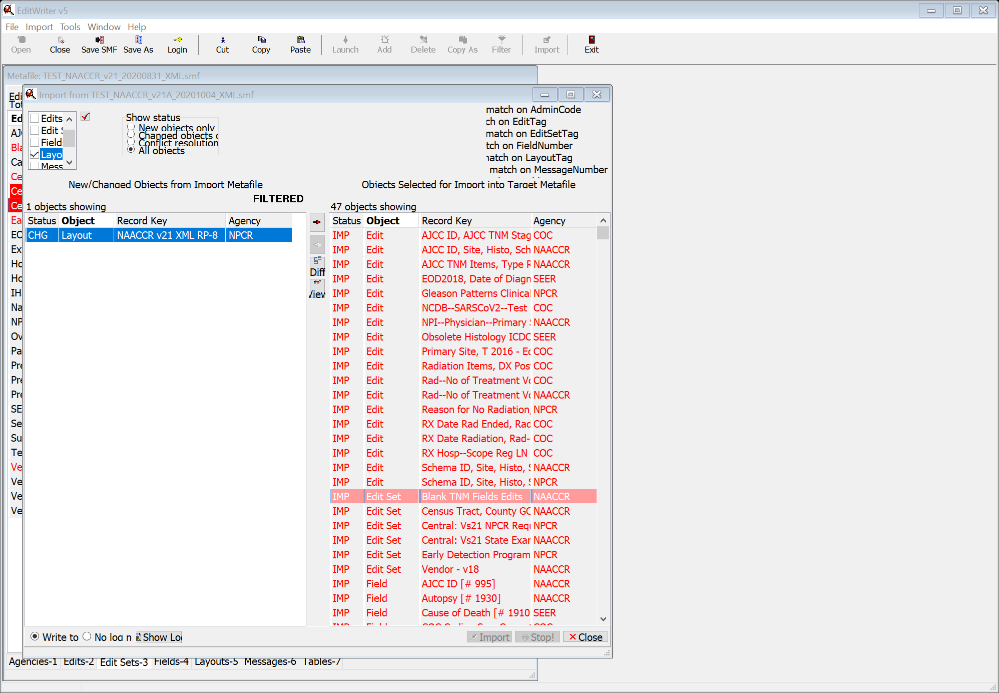 EditWriter v5
File Import Tools Window Help
Open Close Save SMF Save As Login Cut Copy Paste Launch Add Delete Copy As Filter Import Exit
Metafile: TEST_NAACCR_v21_20200831_XML.smf
Import from TEST_NAACCR_v21A_20201004_XML.smf
Edi
Tot
Ed
AJ
Bla
Ca
Ce
Ce
Ce
Ea
EO
Ex
Ho
Ho
IH
Na
NP
Ov
Pa
Pre
Pre
Pre
SE
Se
Su
Te
Ve
Ve
Ve
Ve
Edits
Edit S
Field
Layo
Mess
Show status
New objects only
Changed objects o
Conflict resolution
All objects
match on AdminCode
ch on EditTag
match on EditSetTag
tch on FieldNumber
match on LayoutTag
match on MessageNumber
New/Changed Objects from Import Metafile
Objects Selected for Import into Target Metafile
FILTERED
1 objects showing
47 objects showing
Status Object Record Key Agency
CHG Layout NAACCR v21 XML RP-8 NPCR
Diff
View
Status Object Record Key Agency
IMP Edit AJCC ID, AJCC TNM Stag COC
IMP Edit AJCC ID, Site, Histo, Sch NAACCR
IMP Edit AJCC TNM Items, Type R NAACCR
IMP Edit EOD2018, Date of Diagn SEER
IMP Edit Gleason Patterns Clinical NPCR
IMP Edit NCDB--SARSCoV2--Test COC
IMP Edit NPI--Physician--Primary S NAACCR
IMP Edit Obsolete Histology ICDO SEER
IMP Edit Primary Site, T 2016 - Ed COC
IMP Edit Radiation Items, DX Pos COC
IMP Edit Rad--No of Treatment Vo COC
IMP Edit Rad--No of Treatment Vo NAACCR
IMP Edit Reason for No Radiation, NPCR
IMP Edit RX Date Rad Ended, Rad COC
IMP Edit RX Date Radiation, Rad- COC
IMP Edit RX Hosp--Scope Reg LN COC
IMP Edit Schema ID, Site, Histo, S NAACCR
IMP Edit Schema ID, Site, Histo, S NPCR
IMP Edit Set Blank TNM Fields Edits NAACCR
IMP Edit Set Census Tract, County GC NAACCR
IMP Edit Set Central: Vs21 NPCR Requ NPCR
IMP Edit Set Central: Vs21 State Exam NAACCR
IMP Edit Set Early Detection Program NPCR
IMP Edit Set Vendor - v18 NAACCR
IMP Field AJCC ID [# 995] NAACCR
IMP Field Autopsy [# 1930] NAACCR
IMP Field Cause of Death [# 1910 SEER
Write to No log n Show Log
Import Stop! Close
Agencies-1 Edits-2 Edit Sets-3 Fields-4 Layouts-5 Messages-6 Tables-7